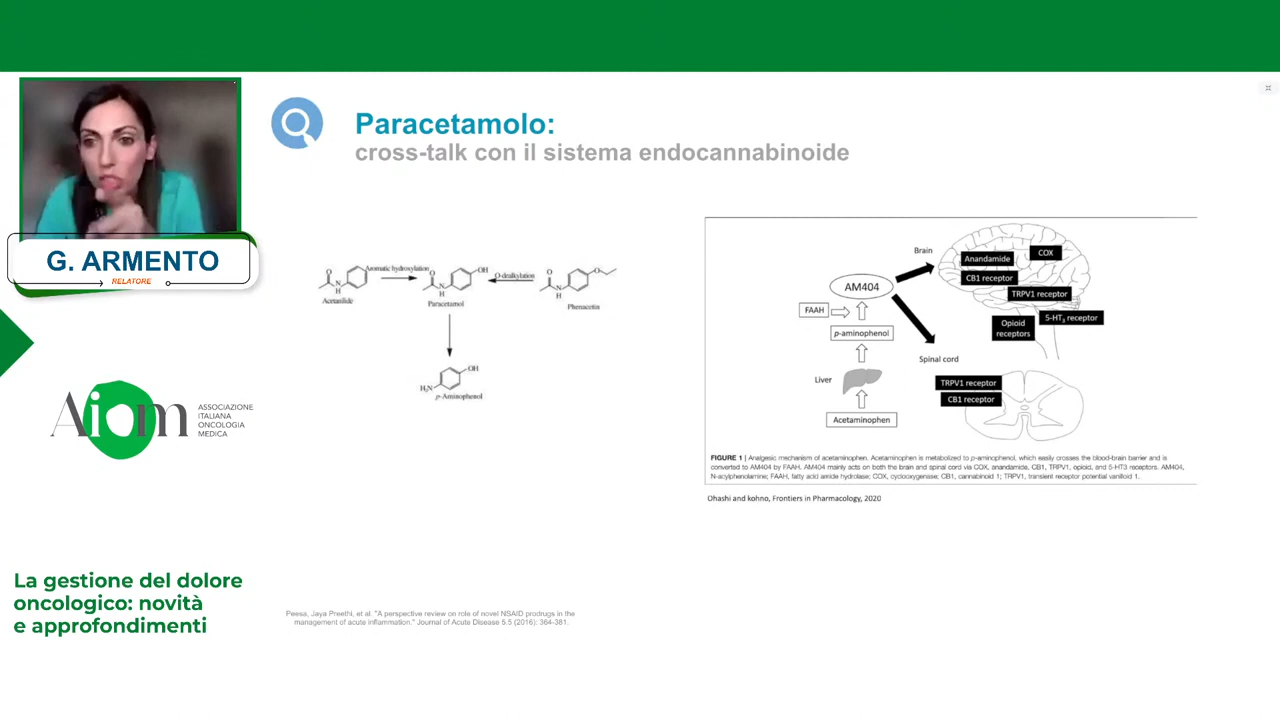 Paracetamolo:
cross-talk con il sistema endocannabinoide
G. ARMENTO
RELATORE
Aiom
ASSOCIAZIONE
ITALIANA
ONCOLOGIA
MEDICA
La gestione del dolore
oncologico: novità
e approfondimenti
Aromatic hydroxylation
O-dealkylation
O
N
H
Acetanilide
O
N
H
OH
Paracetamol
O
N
H
O
Phenacetin
OH
H₂N
p-Aminophenol
Peesa, Jaya Preethi, et al. "A perspective review on role of novel NSAID prodrugs in the
management of acute inflammation." Journal of Acute Disease 5.5 (2016): 364-381.
Brain
Anandamide
COX
CB1 receptor
TRPV1 receptor
5-HT3 receptor
Opioid
receptors
AM404
FAAH
p-aminophenol
Liver
Acetaminophen
Spinal cord
TRPV1 receptor
CB1 receptor
FIGURE 1 | Analgesic mechanism of acetaminophen. Acetaminophen is metabolized to p-aminophenol, which easily crosses the blood-brain barrier and is
converted to AM404 by FAAH. AM404 mainly acts on both the brain and spinal cord via COX, anandamide, CB1, TRPV1, opioid, and 5-HT3 receptors. AM404,
N-acylphenolamine; FAAH, fatty acid amide hydrolase; COX, cyclooxygenase; CB1, cannabinoid 1; TRPV1, transient receptor potential vanilloid 1.
Ohashi and kohno, Frontiers in Pharmacology, 2020